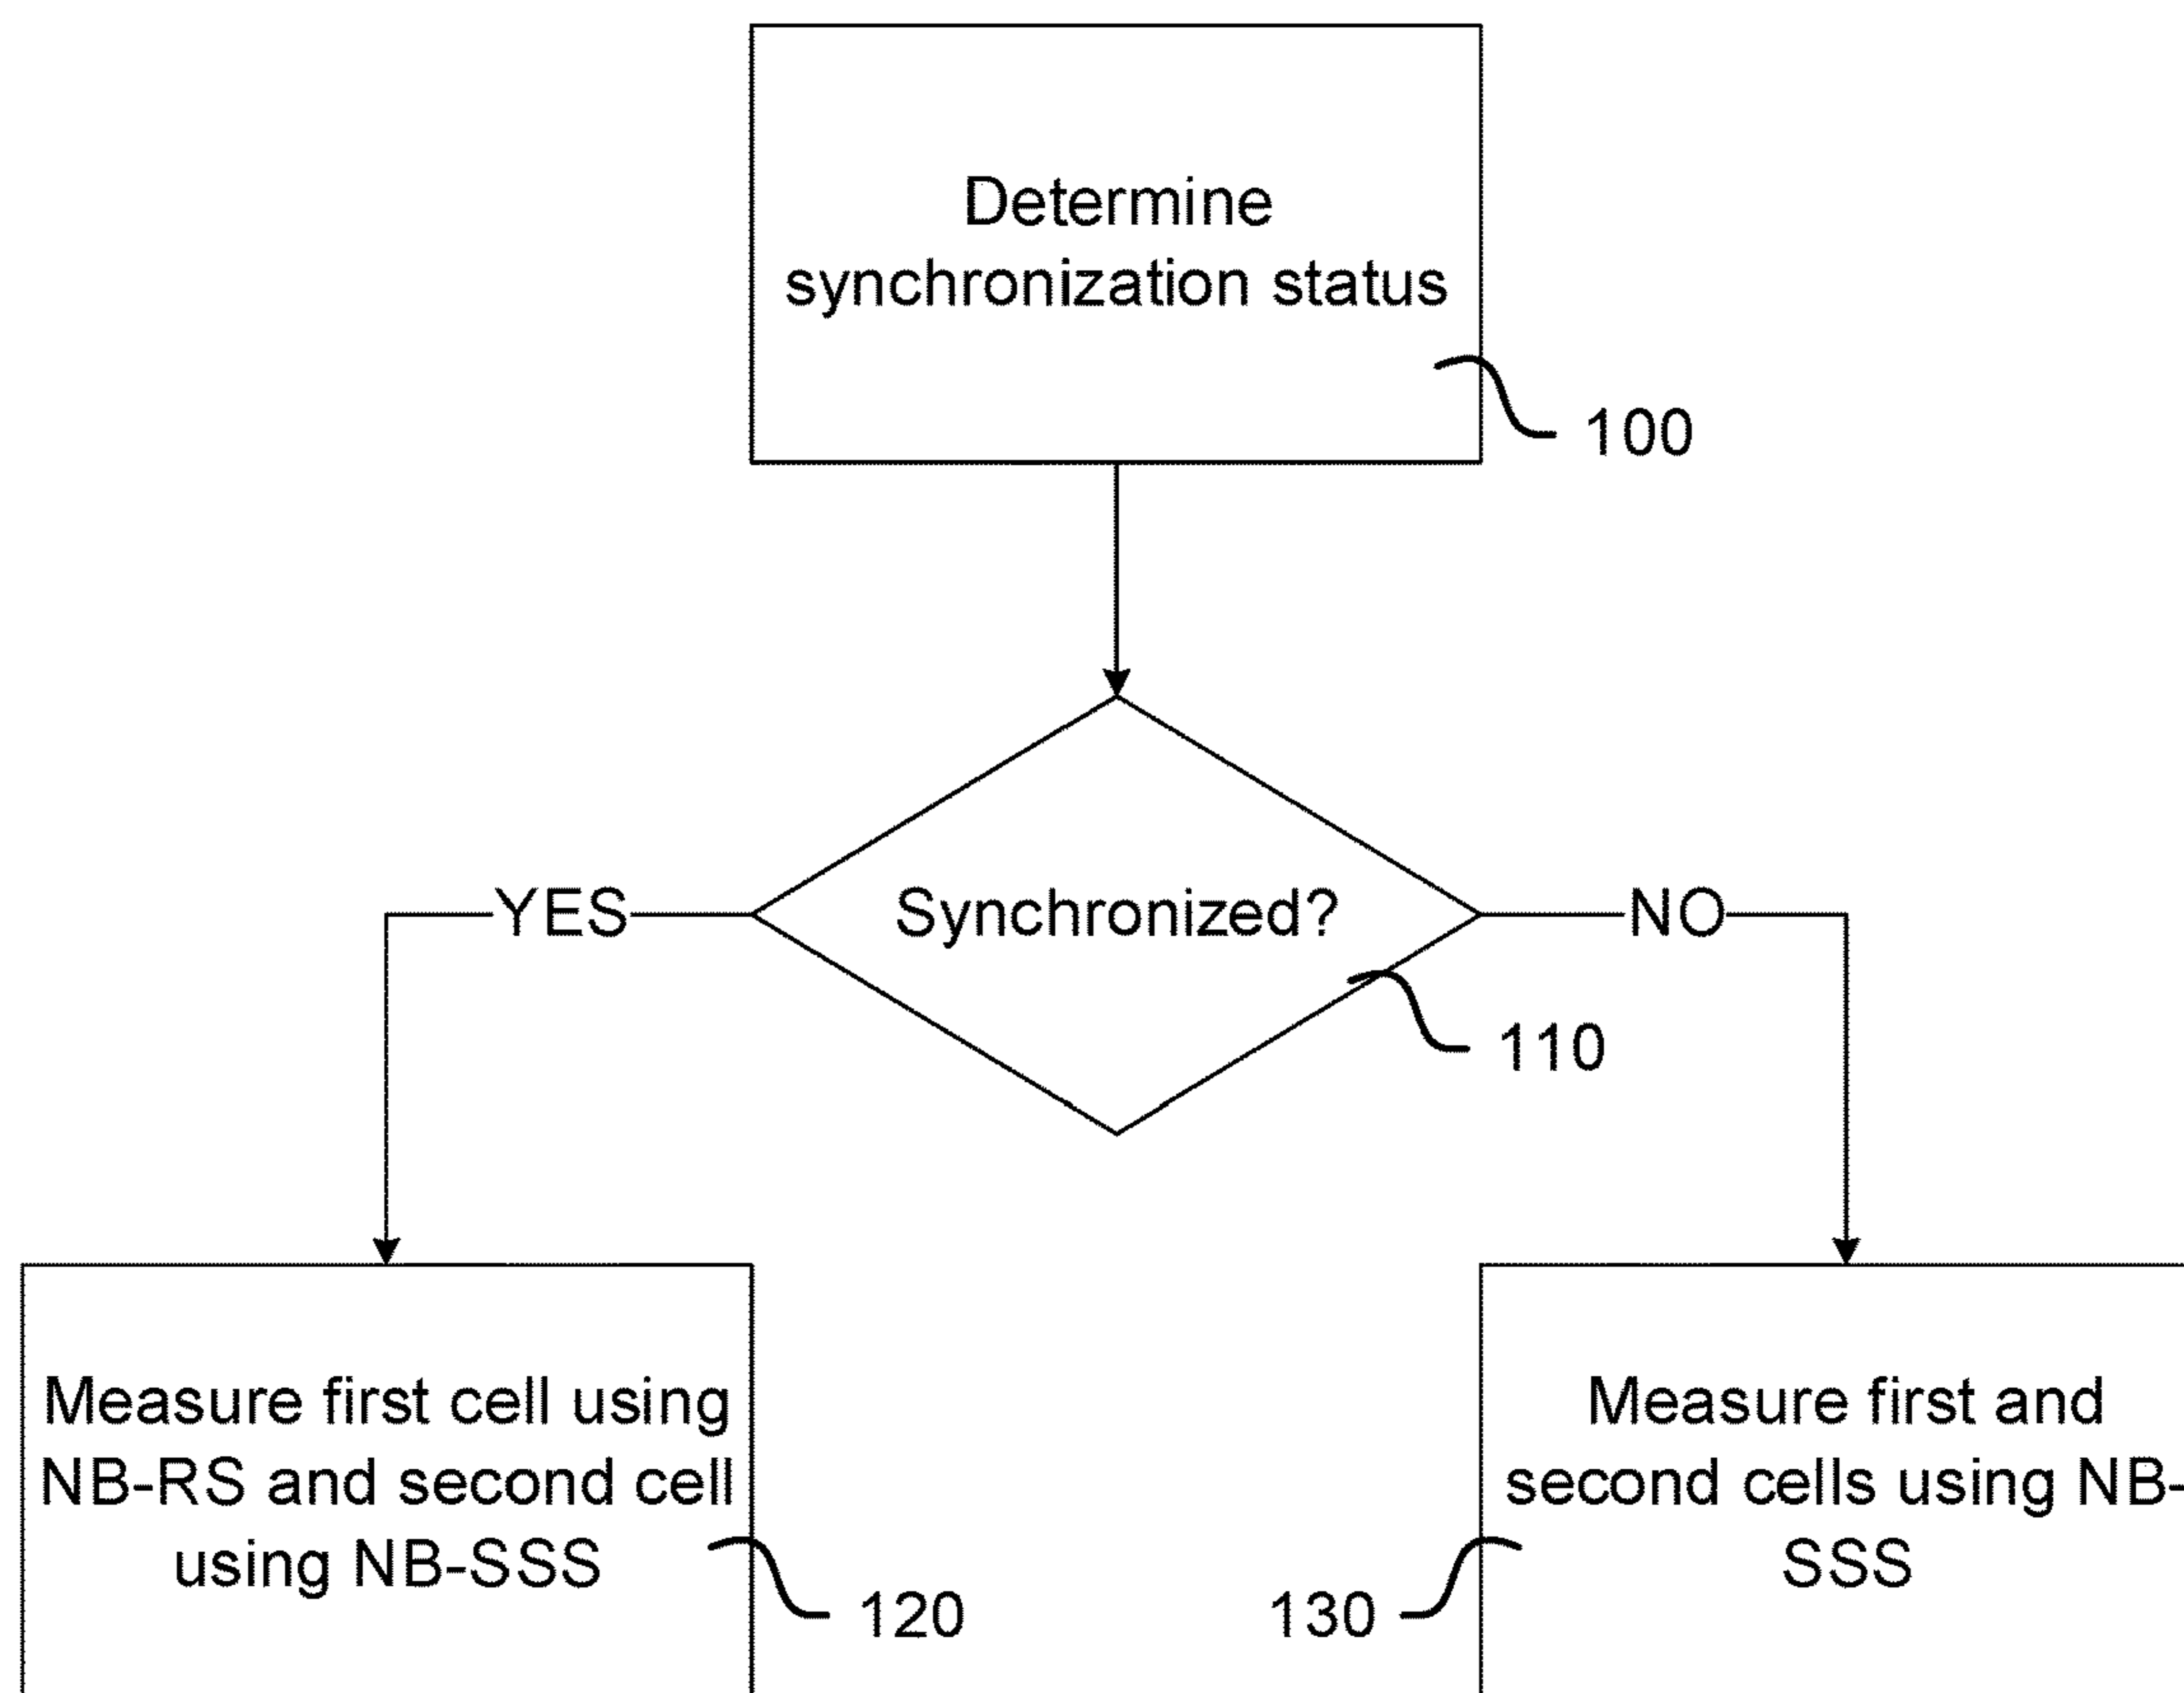 Determine
synchronization status
100
YES
Synchronized?
NO
110
Measure first cell using
NB-RS and second cell
using NB-SSS
120
Measure first and
second cells using NB-
SSS
130